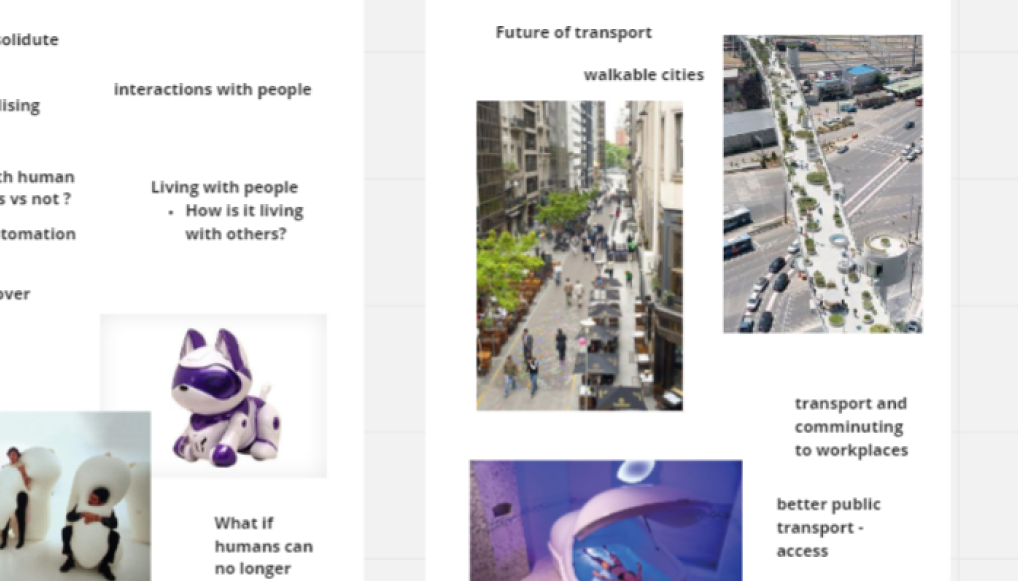 solidute
interactions with people
ising
th human
s vs not ?
Living with people
• How is it living
with others?
tomation
over
What if
humans can
no longer
Future of transport
walkable cities
transport and
comminuting
to workplaces
better public
transport -
access